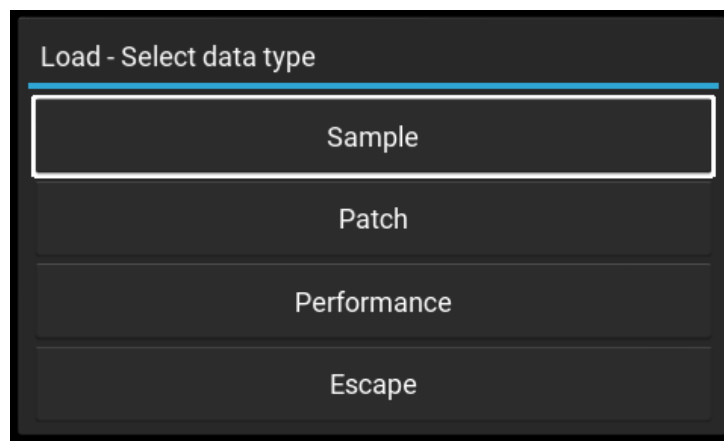 Load - Select data type
Sample
Patch
Performance
Escape